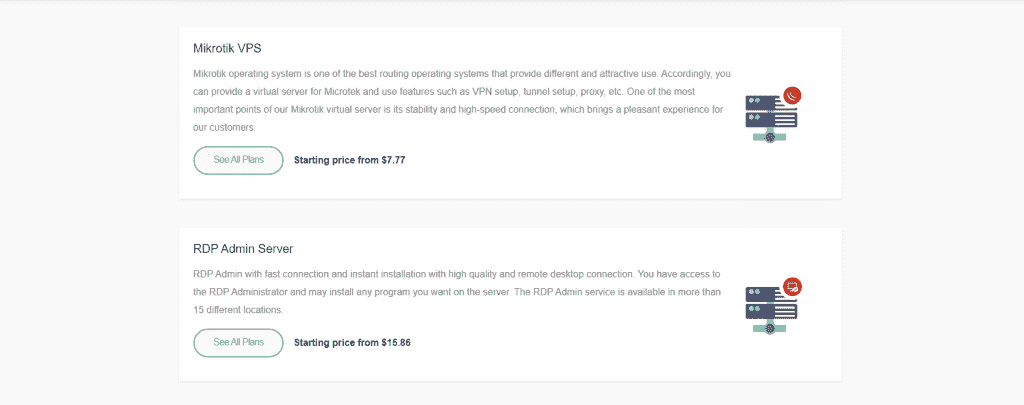 Mikrotik VPS
Mikrotik operating system is one of the best routing operating systems that provide different and attractive use. Accordingly, you
can provide a virtual server for Microtek and use features such as VPN setup, tunnel setup, proxy, etc. One of the most
important points of our Mikrotik virtual server is its stability and high-speed connection, which brings a pleasant experience for
our customers.
See All Plans Starting price from $7.77
RDP Admin Server
RDP Admin with fast connection and instant installation with high quality and remote desktop connection. You have access to
the RDP Administrator and may install any program you want on the server. The RDP Admin service is available in more than
15 different locations.
See All Plans Starting price from $15.86